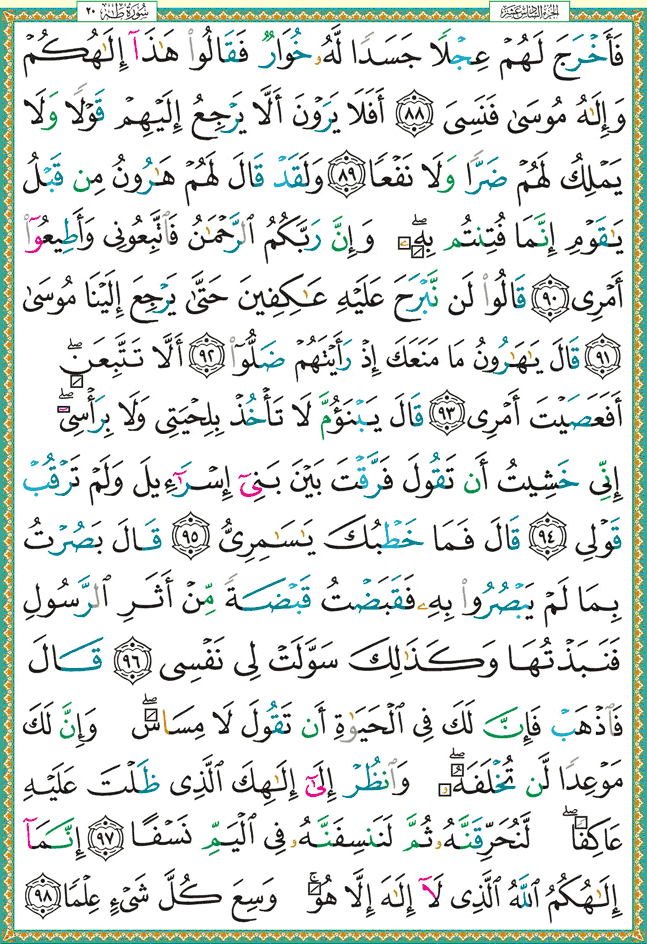 الجزء السادس عشر
سورة طه ٢٠
فَأَخْرَجَ لَهُمْ عِجْلًا جَسَدًا لَّهُۥ خُوَارٌ فَقَالُوا۟ هَٰذَآ إِلَٰهُكُمْ
وَإِلَٰهُ مُوسَىٰ فَنَسِىَ ﴿٨٨﴾ أَفَلَا يَرَوْنَ أَلَّا يَرْجِعُ إِلَيْهِمْ قَوْلًا وَلَا
يَمْلِكُ لَهُمْ ضَرًّا وَلَا نَفْعًا ﴿٨٩﴾ وَلَقَدْ قَالَ لَهُمْ هَٰرُونُ مِن قَبْلُ
يَٰقَوْمِ إِنَّمَا فُتِنتُم بِهِۦ ۖ وَإِنَّ رَبَّكُمُ ٱلرَّحْمَٰنُ فَٱتَّبِعُونِى وَأَطِيعُوٓا۟
أَمْرِى ﴿٩٠﴾ قَالُوا۟ لَن نَّبْرَحَ عَلَيْهِ عَٰكِفِينَ حَتَّىٰ يَرْجِعَ إِلَيْنَا مُوسَىٰ
﴿٩١﴾ قَالَ يَٰهَٰرُونُ مَا مَنَعَكَ إِذْ رَأَيْتَهُمْ ضَلُّوٓا۟ ﴿٩٢﴾ أَلَّا تَتَّبِعَنِ ۖ
أَفَعَصَيْتَ أَمْرِى ﴿٩٣﴾ قَالَ يَبْنَؤُمَّ لَا تَأْخُذْ بِلِحْيَتِى وَلَا بِرَأْسِىٓ ۖ
إِنِّى خَشِيتُ أَن تَقُولَ فَرَّقْتَ بَيْنَ بَنِىٓ إِسْرَٰٓءِيلَ وَلَمْ تَرْقُبْ
قَوْلِى ﴿٩٤﴾ قَالَ فَمَا خَطْبُكَ يَٰسَٰمِرِىُّ ﴿٩٥﴾ قَالَ بَصُرْتُ
بِمَا لَمْ يَبْصُرُوا۟ بِهِۦ فَقَبَضْتُ قَبْضَةً مِّنْ أَثَرِ ٱلرَّسُولِ
فَنَبَذْتُهَا وَكَذَٰلِكَ سَوَّلَتْ لِى نَفْسِى ﴿٩٦﴾ قَالَ
فَٱذْهَبْ فَإِنَّ لَكَ فِى ٱلْحَيَوٰةِ أَن تَقُولَ لَا مِسَاسَ ۖ وَإِنَّ لَكَ
مَوْعِدًا لَّن تُخْلَفَهُۥ ۖ وَٱنظُرْ إِلَىٰٓ إِلَٰهِكَ ٱلَّذِى ظَلْتَ عَلَيْهِ
عَاكِفًا ۖ لَّنُحَرِّقَنَّهُۥ ثُمَّ لَنَنسِفَنَّهُۥ فِى ٱلْيَمِّ نَسْفًا ﴿٩٧﴾ إِنَّمَآ
إِلَٰهُكُمُ ٱللَّهُ ٱلَّذِى لَآ إِلَٰهَ إِلَّا هُوَ ۚ وَسِعَ كُلَّ شَىْءٍ عِلْمًا ﴿٩٨﴾